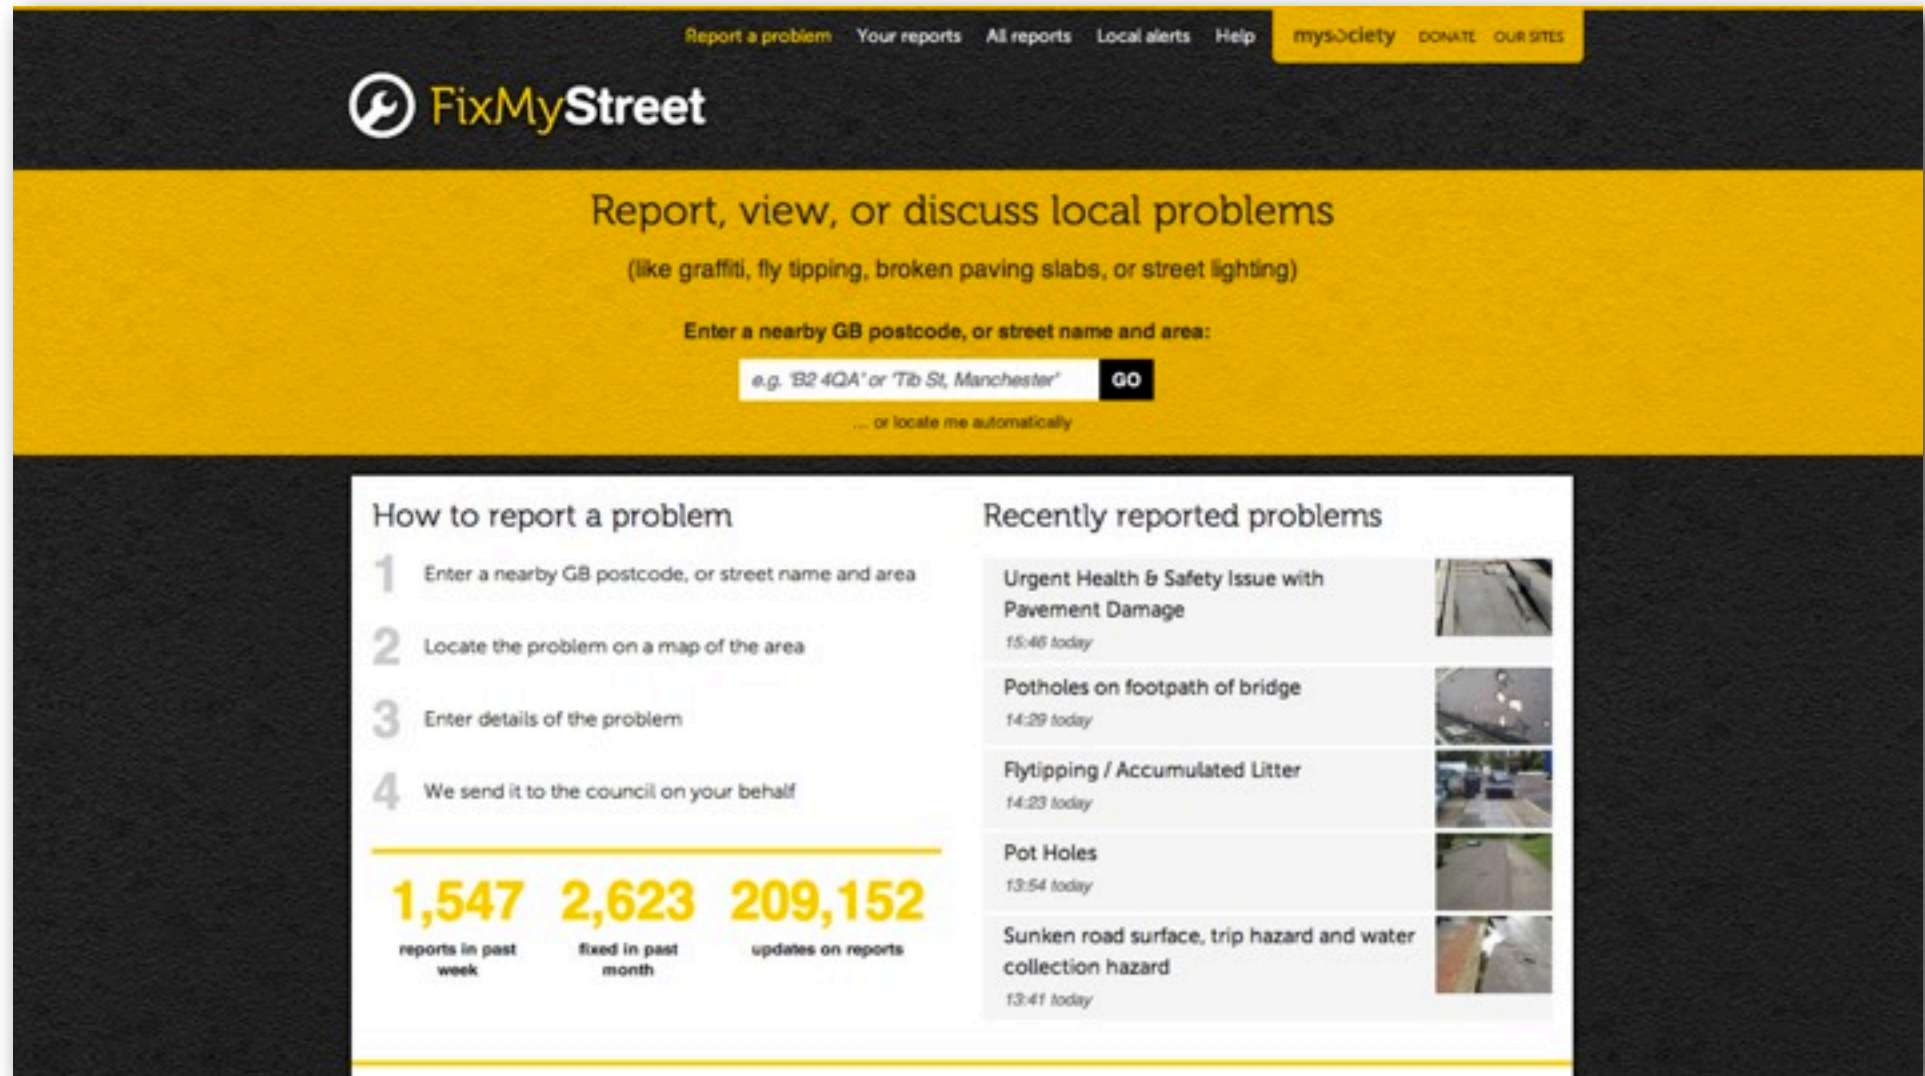 Report a problem Your reports All reports Local alerts Help mysociety DONATE OUR SITES
FixMyStreet
Report, view, or discuss local problems
(like graffiti, fly tipping, broken paving slabs, or street lighting)
Enter a nearby GB postcode, or street name and area:
e.g. 'B2 4QA' or 'Tib St, Manchester' GO
... or locate me automatically
How to report a problem
1 Enter a nearby GB postcode, or street name and area
2 Locate the problem on a map of the area
3 Enter details of the problem
4 We send it to the council on your behalf
1,547 2,623 209,152
reports in past fixed in past updates on reports
week month
Recently reported problems
Urgent Health & Safety Issue with
Pavement Damage
15:46 today
Potholes on footpath of bridge
14:29 today
Flytipping / Accumulated Litter
14:23 today
Pot Holes
13:54 today
Sunken road surface, trip hazard and water
collection hazard
13:41 today